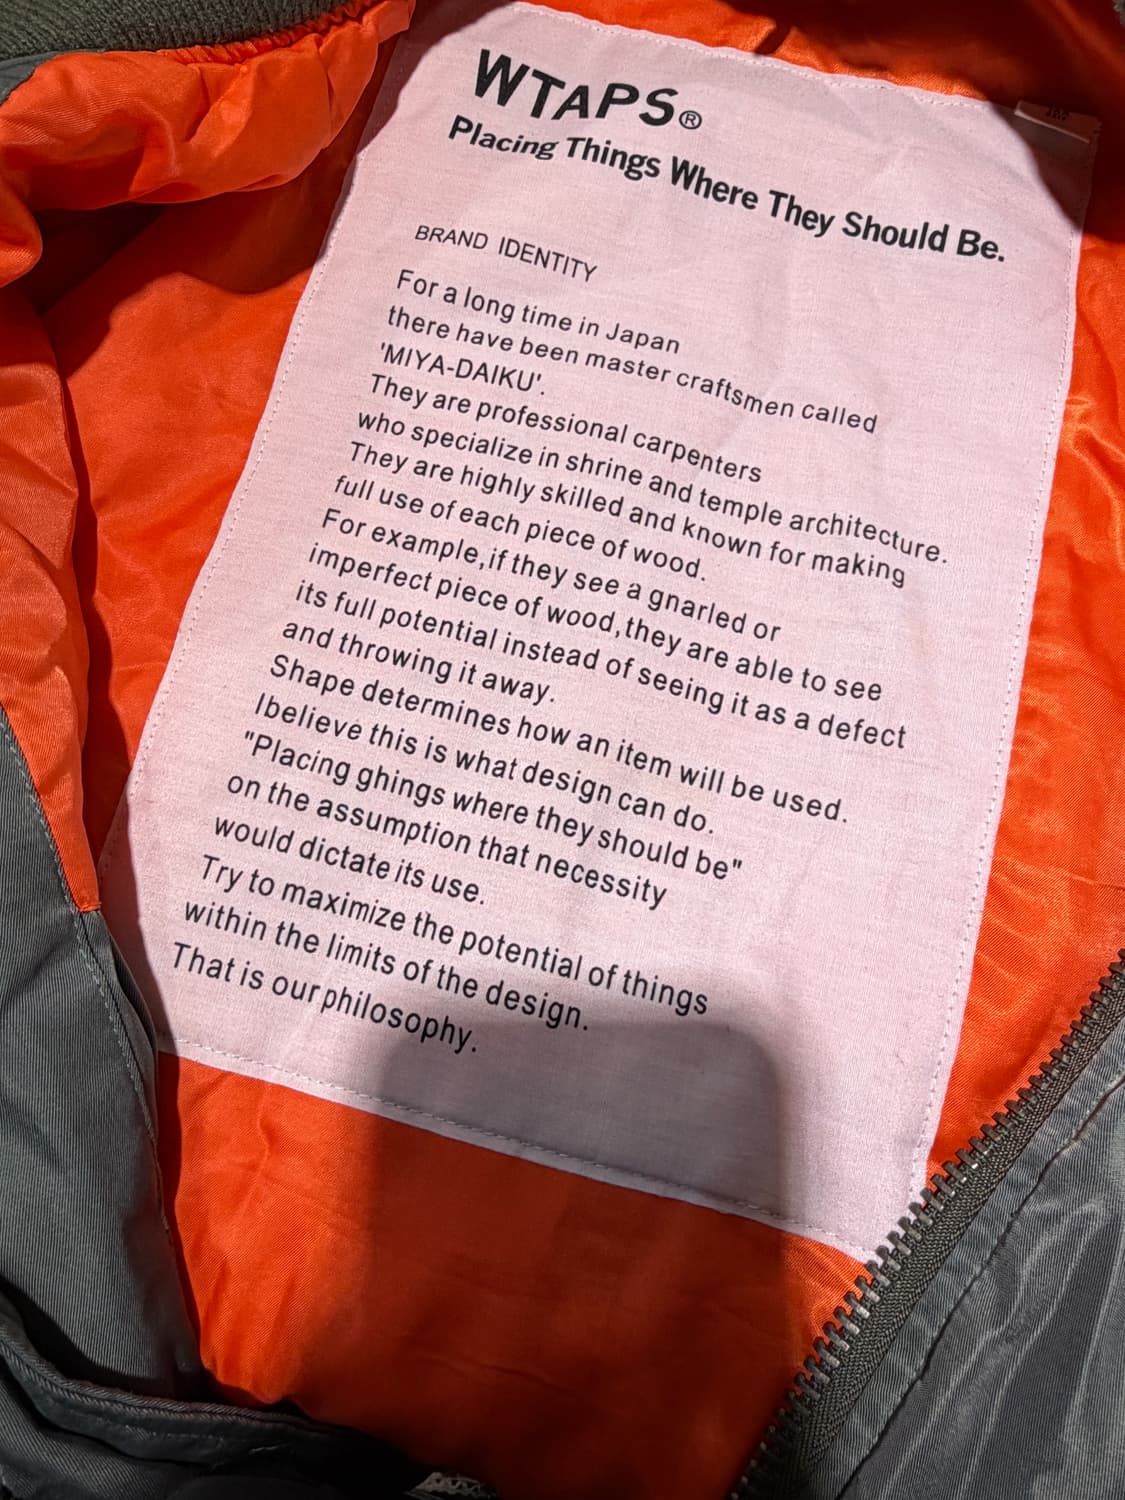 WTAPS®
Placing Things Where They Should Be.
BRAND IDENTITY
For a long time in Japan
there have been master craftsmen called
'MIYA-DAIKU'.
They are professional carpenters
who specialize in shrine and temple architecture.
They are highly skilled and known for making
full use of each piece of wood.
For example,if they see a gnarled or
imperfect piece of wood,they are able to see
its full potential instead of seeing it as a defect
and throwing it away.
Shape determines how an item will be used.
Ibelieve this is what design can do.
"Placing ghings where they should be"
on the assumption that necessity
would dictate its use.
Try to maximize the potential of things
within the limits of the design.
That is our philosophy.